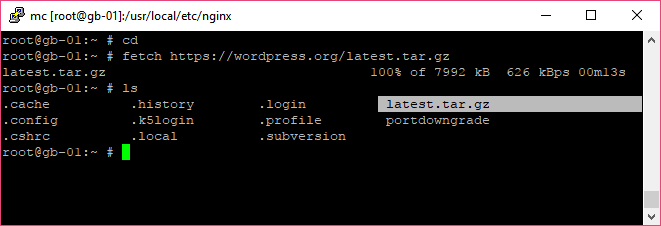 mc [root@gb-01]:/usr/local/etc/nginx
root@gb-01:~ # cd
root@gb-01:~ # fetch https://wordpress.org/latest.tar.gz
latest.tar.gz 100% of 7992 kB 626 kBps 00m13s
root@gb-01:~ # ls
.cache .history .login latest.tar.gz
.config .k5login .profile portdowngrade
.cshrc .local .subversion
root@gb-01:~ #